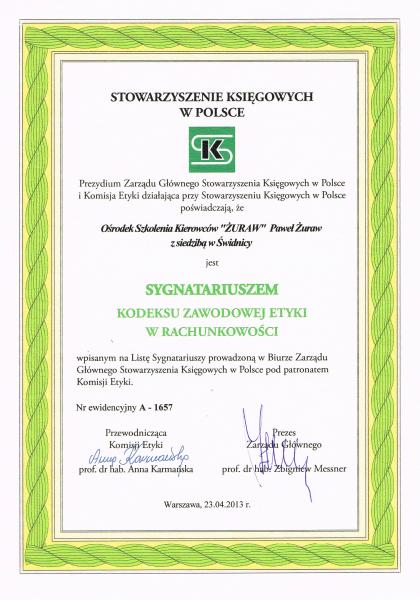 STOWARZYSZENIE KSIĘGOWYCH
W POLSCE
SK
Prezydium Zarządu Głównego Stowarzyszenia Księgowych w Polsce
i Komisja Etyki działająca przy Stowarzyszeniu Księgowych w Polsce
poświadczają, że
Ośrodek Szkolenia Kierowców "ŻURAW" Paweł Żuraw
z siedzibą w Świdnicy
jest
SYGNATARIUSZEM
KODEKSU ZAWODOWEJ ETYKI
W RACHUNKOWOŚCI
wpisanym na Listę Sygnatariuszy prowadzoną w Biurze Zarządu
Głównego Stowarzyszenia Księgowych w Polsce pod patronatem
Komisji Etyki.
Nr ewidencyjny A - 1657
Przewodnicząca
Komisji Etyki
Anna Karmańska
prof. dr hab. Anna Karmańska
Prezes
Zarządu Głównego
prof. dr hab. Zbigniew Messner
Warszawa, 23.04.2013 r.